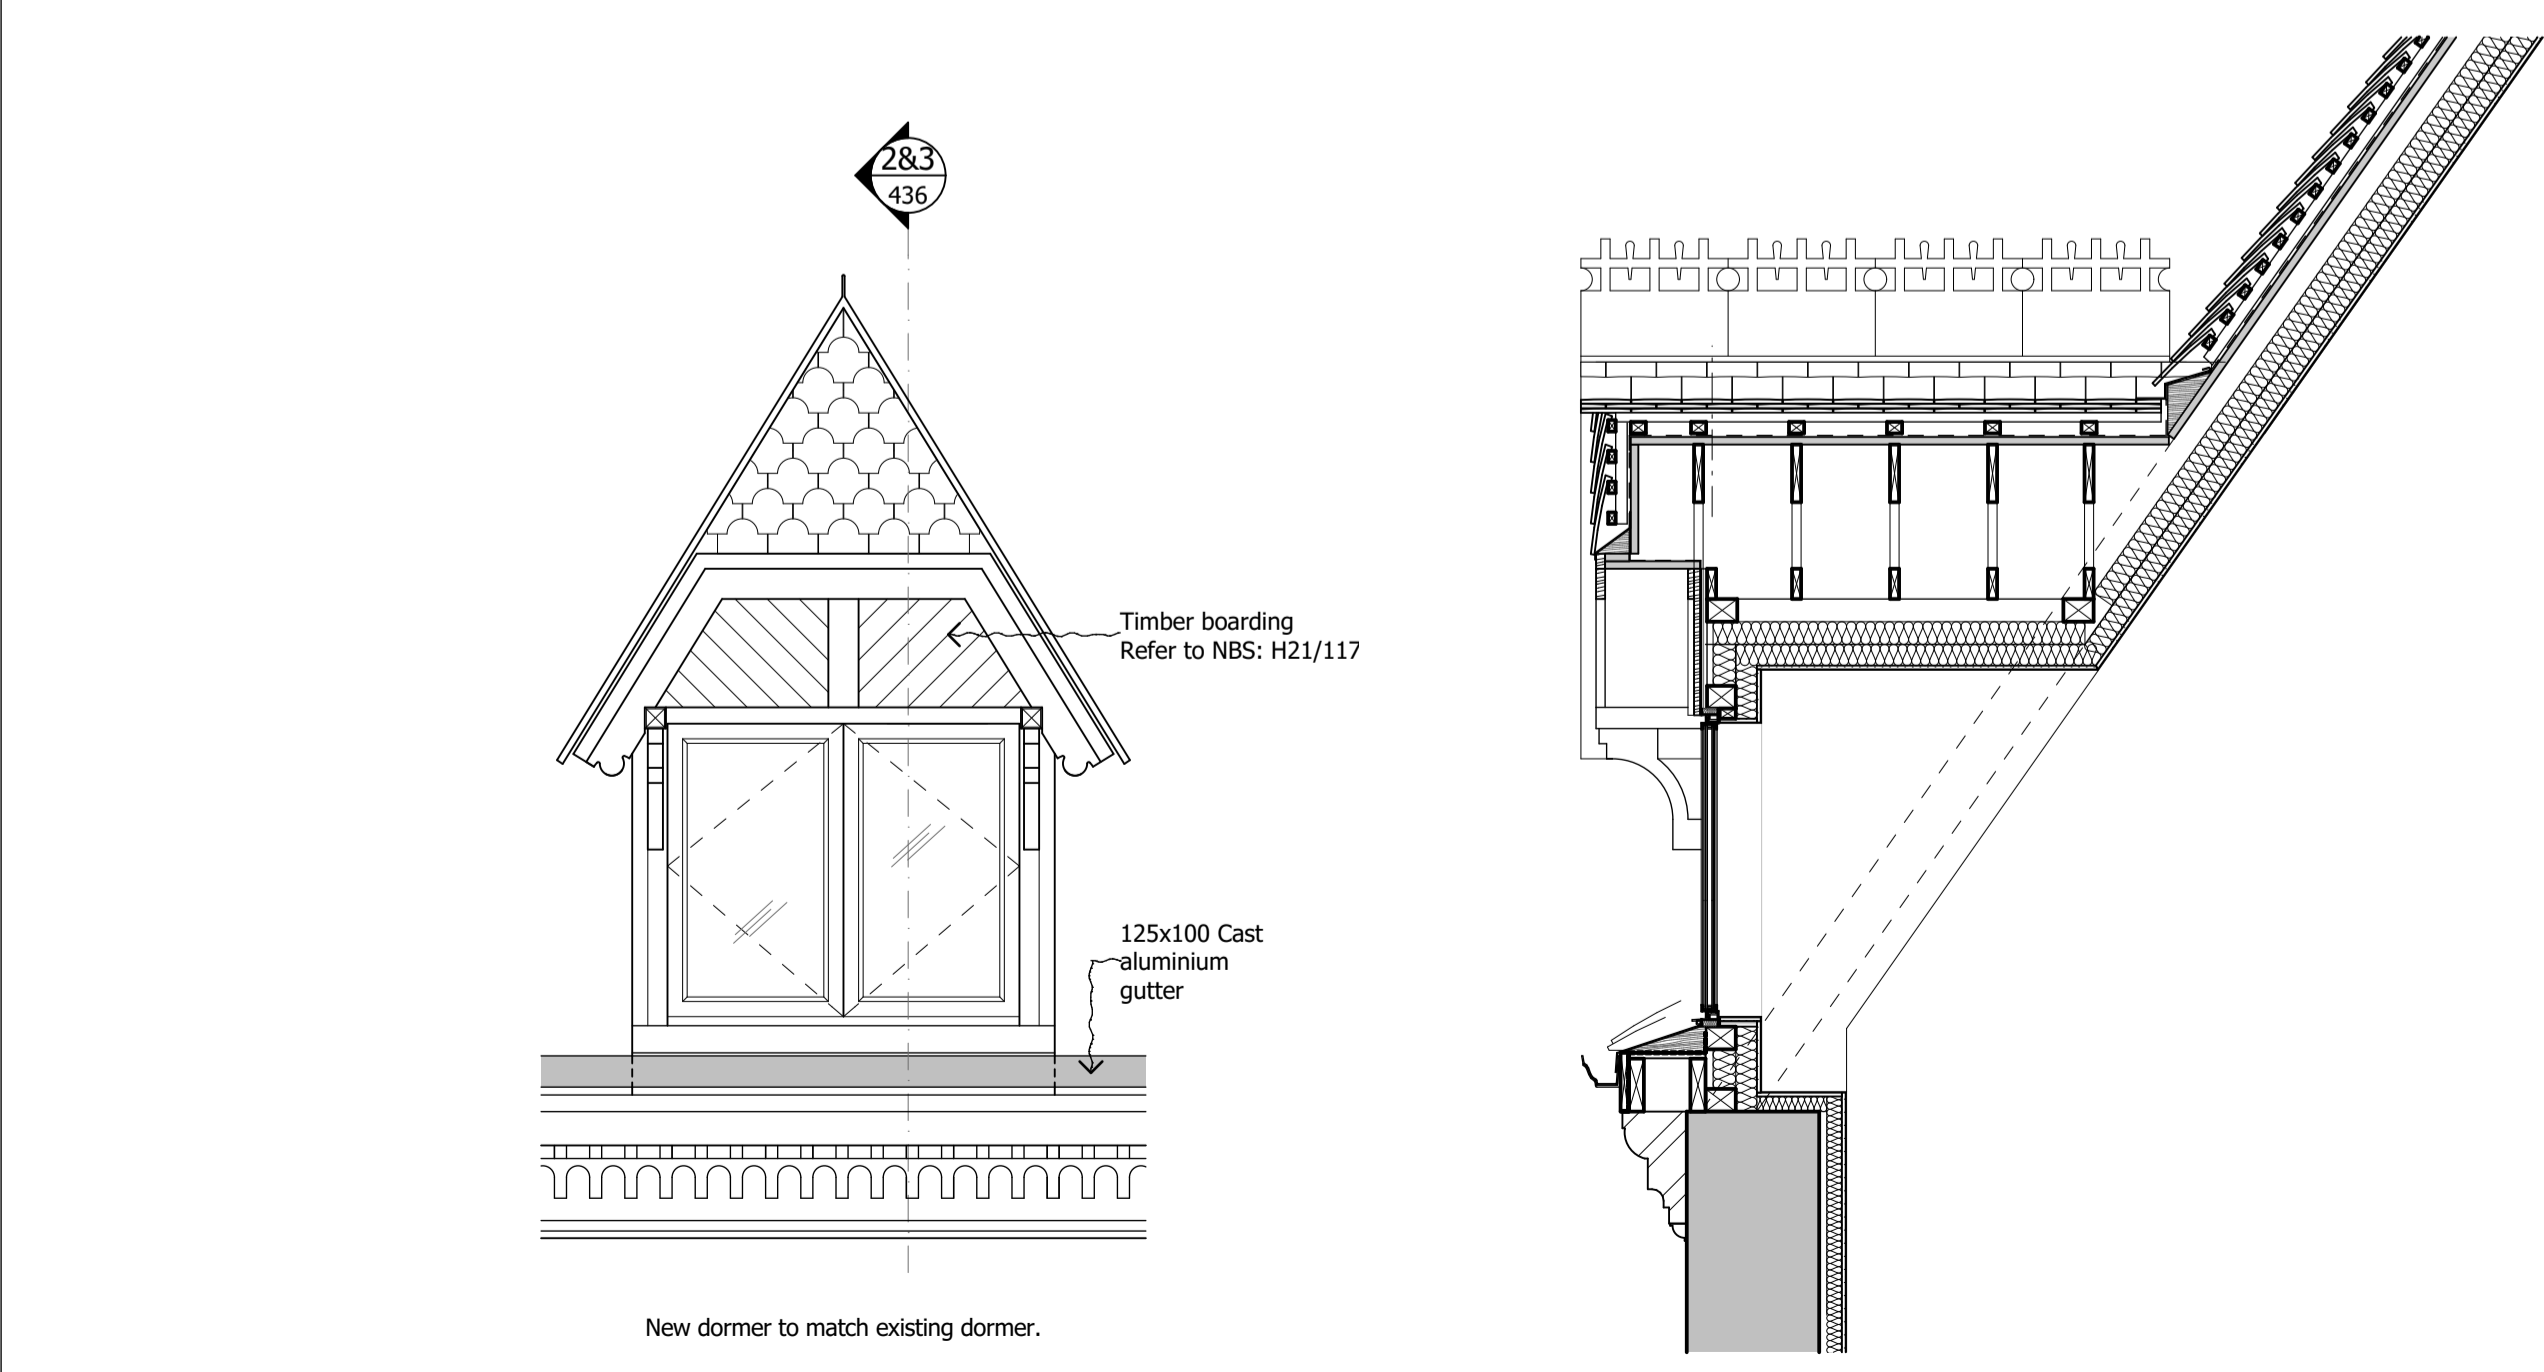 2&3
436
Timber boarding
Refer to NBS: H21/117
125x100 Cast
aluminium
gutter
New dormer to match existing dormer.